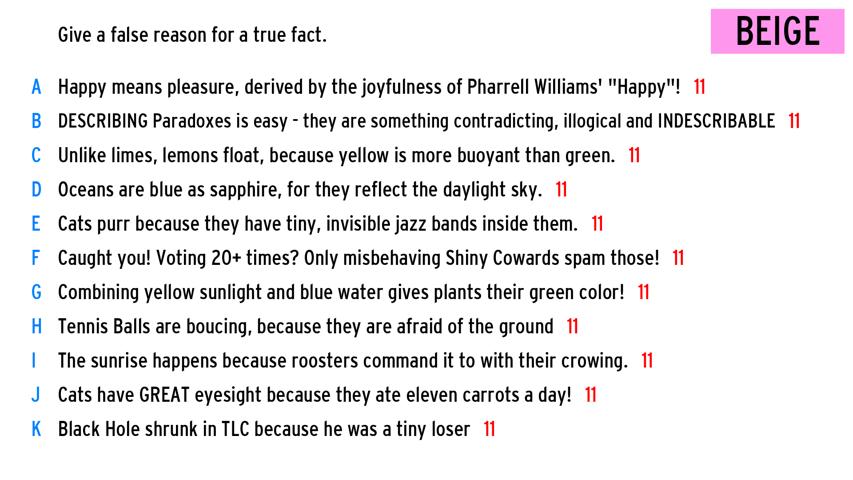 Give a false reason for a true fact.
BEIGE
A Happy means pleasure, derived by the joyfulness of Pharrell Williams' "Happy"! 11
B DESCRIBING Paradoxes is easy - they are something contradicting, illogical and INDESCRIBABLE 11
C Unlike limes, lemons float, because yellow is more buoyant than green. 11
D Oceans are blue as sapphire, for they reflect the daylight sky. 11
E Cats purr because they have tiny, invisible jazz bands inside them. 11
F Caught you! Voting 20+ times? Only misbehaving Shiny Cowards spam those! 11
G Combining yellow sunlight and blue water gives plants their green color! 11
H Tennis Balls are boucing, because they are afraid of the ground 11
I The sunrise happens because roosters command it to with their crowing. 11
J Cats have GREAT eyesight because they ate eleven carrots a day! 11
K Black Hole shrunk in TLC because he was a tiny loser 11